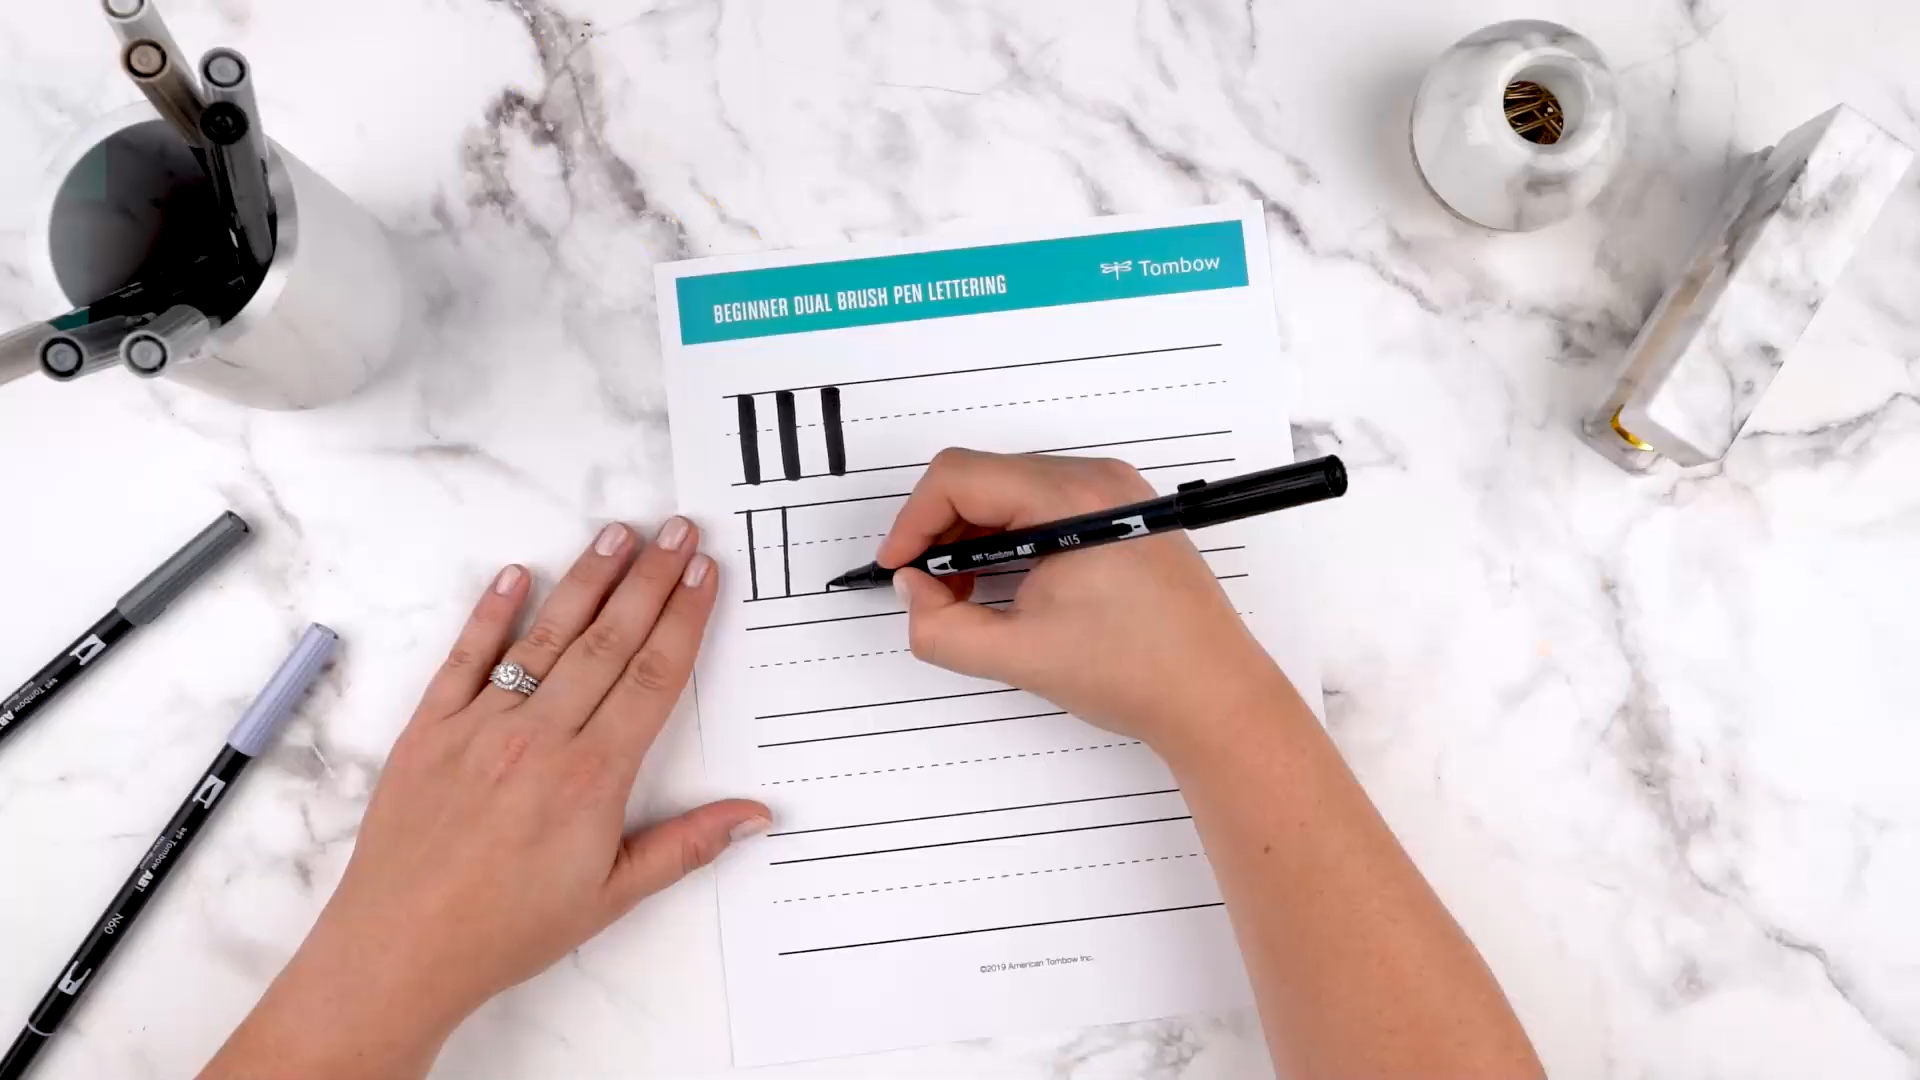 BEGINNER DUAL BRUSH PEN LETTERING
Tombow
Tombow ABT N15
Tombow ABT
Tombow ABT N60
©2019 American Tombow Inc.